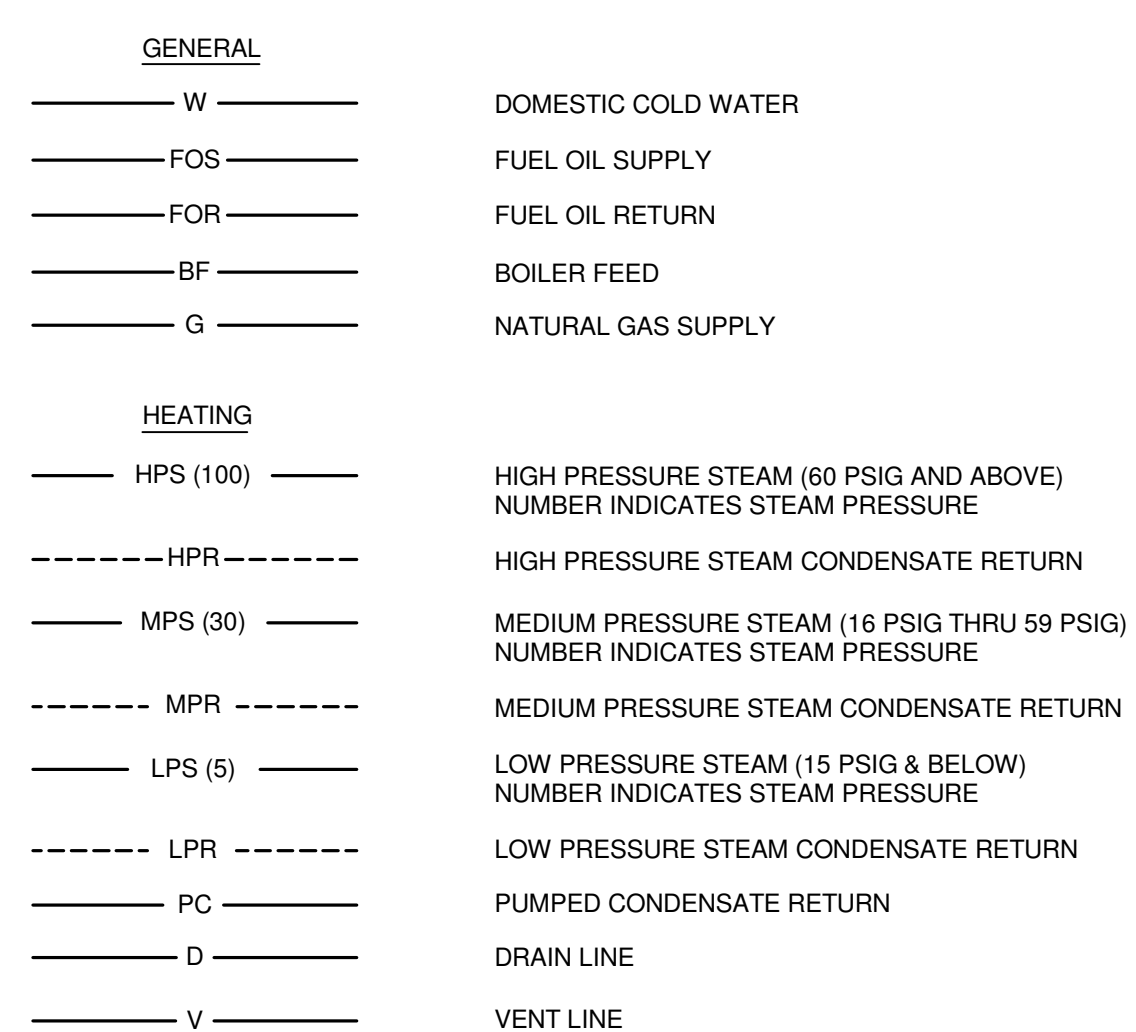 GENERAL
W DOMESTIC COLD WATER
FOS FUEL OIL SUPPLY
FOR FUEL OIL RETURN
BF BOILER FEED
G NATURAL GAS SUPPLY
HEATING
HPS (100) HIGH PRESSURE STEAM (60 PSIG AND ABOVE)
NUMBER INDICATES STEAM PRESSURE
HPR HIGH PRESSURE STEAM CONDENSATE RETURN
MPS (30) MEDIUM PRESSURE STEAM (16 PSIG THRU 59 PSIG)
NUMBER INDICATES STEAM PRESSURE
MPR MEDIUM PRESSURE STEAM CONDENSATE RETURN
LPS (5) LOW PRESSURE STEAM (15 PSIG & BELOW)
NUMBER INDICATES STEAM PRESSURE
LPR LOW PRESSURE STEAM CONDENSATE RETURN
PC PUMPED CONDENSATE RETURN
D DRAIN LINE
V VENT LINE